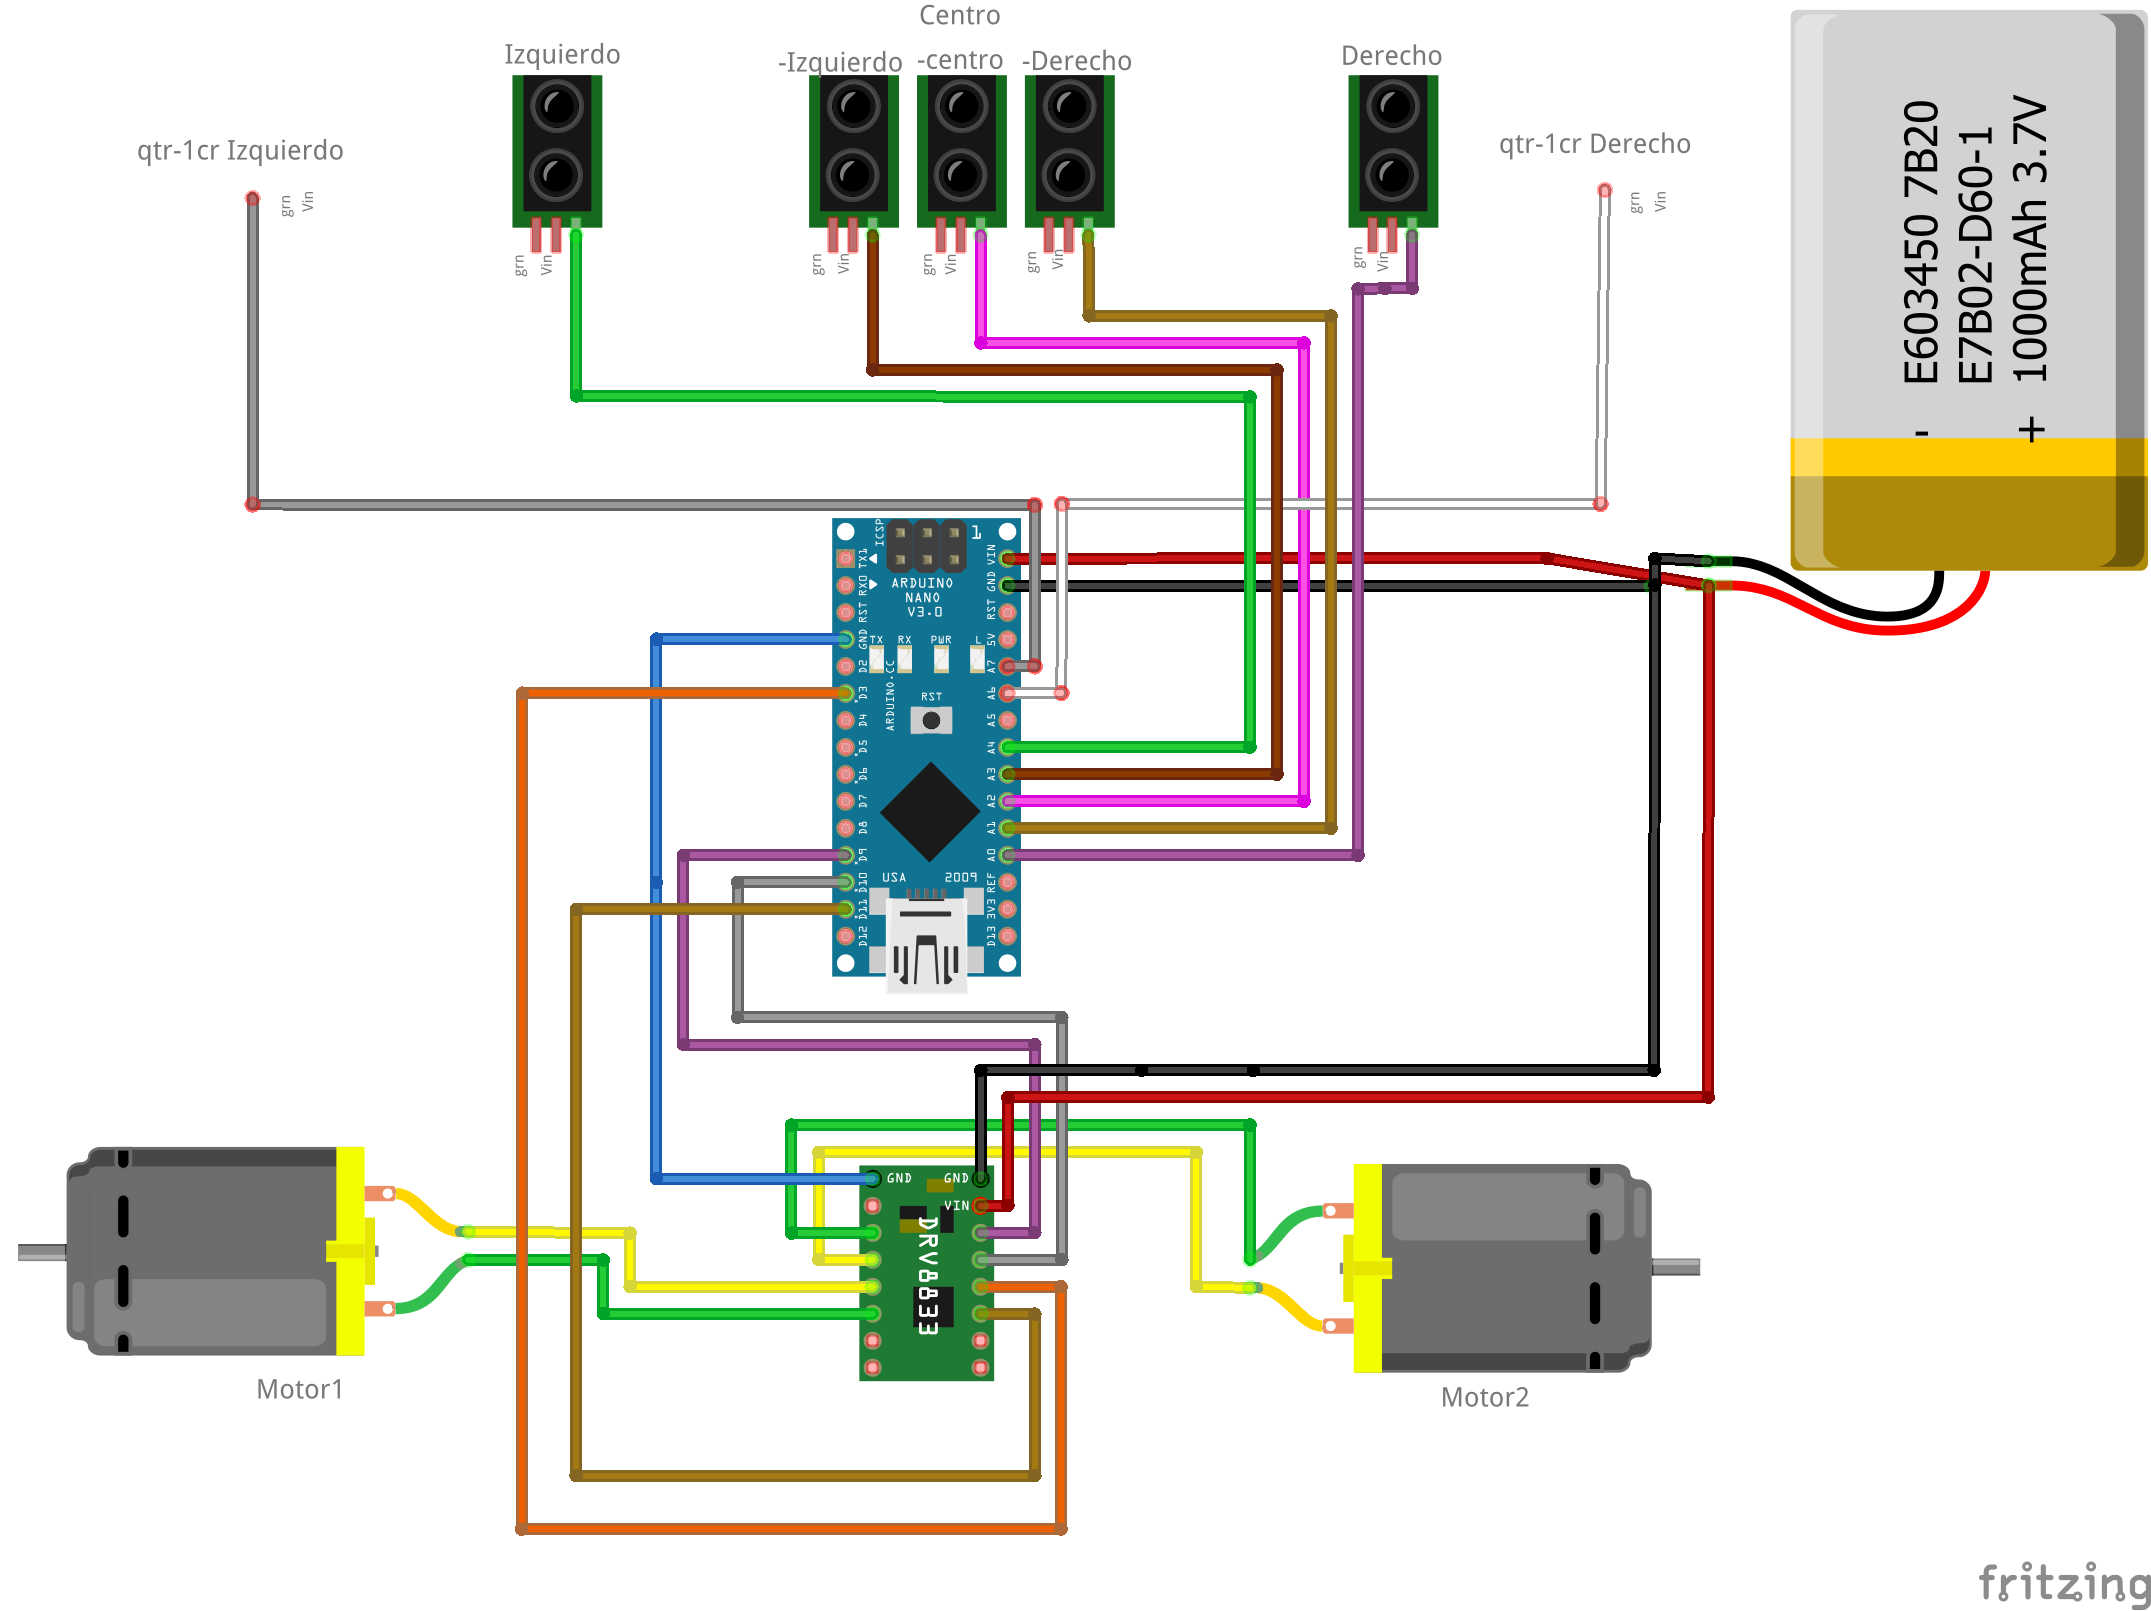 Centro
Izquierdo
-Izquierdo
-centro
-Derecho
Derecho
qtr-1cr Izquierdo
qtr-1cr Derecho
grn
Vin
grn
Vin
grn
Vin
grn
Vin
grn
Vin
grn
Vin
grn
Vin
- E603450 7B20
E7B02-D60-1
+ 1000mAh 3.7V
ICSP
1
ARDUINO
NANO
V3.0
TX1
RX0
RST
GND
D2
D3
D4
D5
D6
D7
D8
D9
D10
D11
D12
VIN
GND
RST
5V
A7
A6
A5
A4
A3
A2
A1
A0
REF
3V3
D13
TX
RX
PWR
L
ARDUINO.CC
RST
USA
2009
GND
GND
VIN
DRV8833
Motor1
Motor2
fritzing